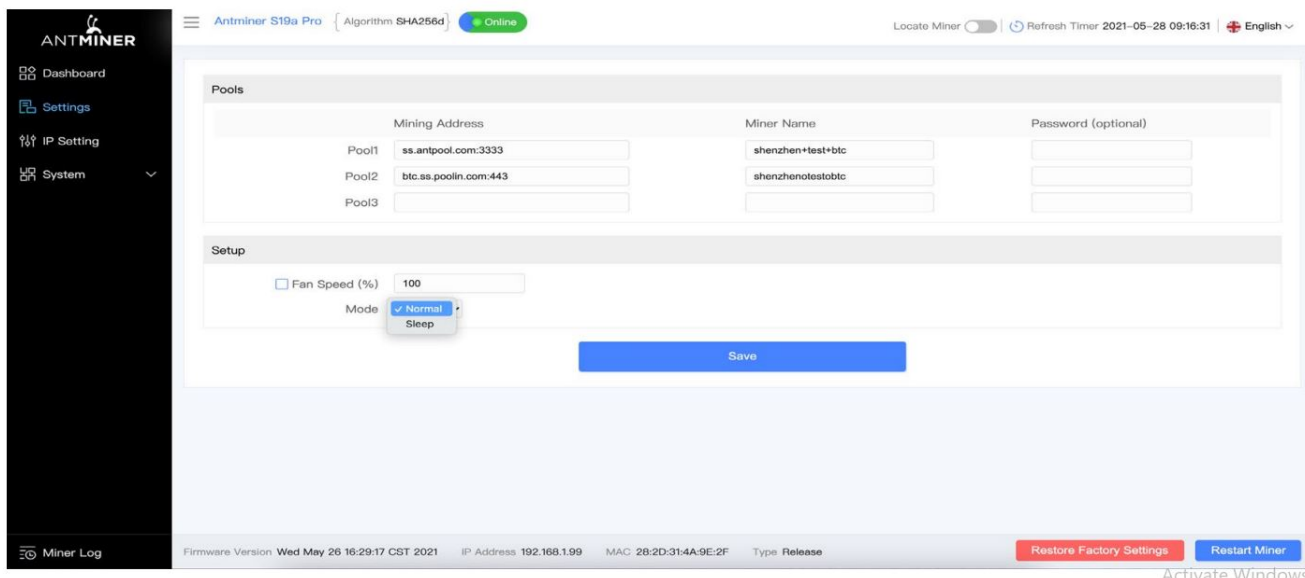 ANTMINER
Antminer S19a Pro { Algorithm SHA256d } Online
Locate Miner Refresh Timer 2021-05-28 09:16:31 English
Dashboard
Settings
IP Setting
System
Pools
Mining Address Miner Name Password (optional)
Pool1 ss.antpool.com:3333 shenzhen+test+btc
Pool2 btc.ss.poolin.com:443 shenzhenotestobtc
Pool3
Setup
Fan Speed (%) 100
Mode Normal
Sleep
Save
Miner Log
Firmware Version Wed May 26 16:29:17 CST 2021 IP Address 192.168.1.99 MAC 28:2D:31:4A:9E:2F Type Release
Restore Factory Settings Restart Miner
Activate Windows